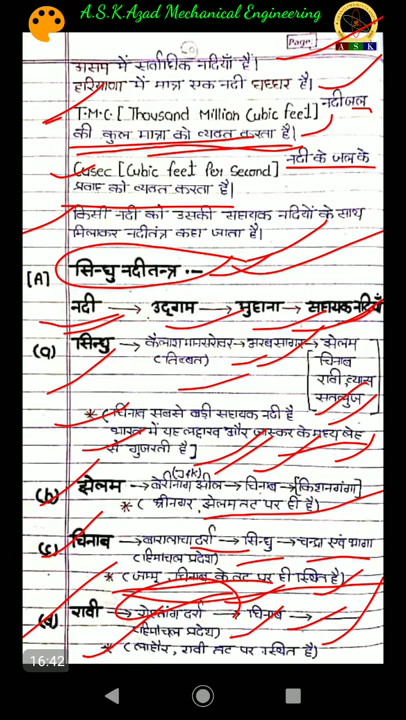 A.S.K.Azad Mechanical Engineering
A S K
Page:
असम में सर्वाधिक नदियाँ हैं।
हरियाणा में मात्र एक नदी घग्घर है।
T.M.C. [Thousand Million Cubic feet] नदी जल
की कुल मात्रा को व्यक्त करता है।
Cusec [Cubic feet Per Second] नदी के जल के
प्रवाह को व्यक्त करता है।
किसी नदी को उसकी सहायक नदियों के साथ
मिलाकर नदीतंत्र कहा जाता है।
[A] सिन्धु नदीतन्त्र :-
नदी → उद्गाम → मुहाना → सहायक नदियाँ
(a) सिन्धु → कैलाश मानसरोवर → अरब सागर → झेलम
(तिब्बत) चिनाब
रावी व्यास
सतलुज
* (चिनाब सबसे बड़ी सहायक नदी है
भारत में यह लद्दाख और जास्कर के मध्य लेह
से गुजरती है]
(b) झेलम → वेरीनाग झील → चिनाब → [किशनगंगा]
(J&K)
* ( श्रीनगर, झेलम तट पर ही है)
(c) चिनाब → बारालाचा दर्रा → सिन्धु → चन्द्रा एवं भागा
(हिमाचल प्रदेश)
* (जम्मू, चिनाब के तट पर ही स्थित है]
(d) रावी → रोहतांग दर्रा → चिनाब →
(हिमाचल प्रदेश)
* (लाहौर, रावी तट पर स्थित है)
16:42